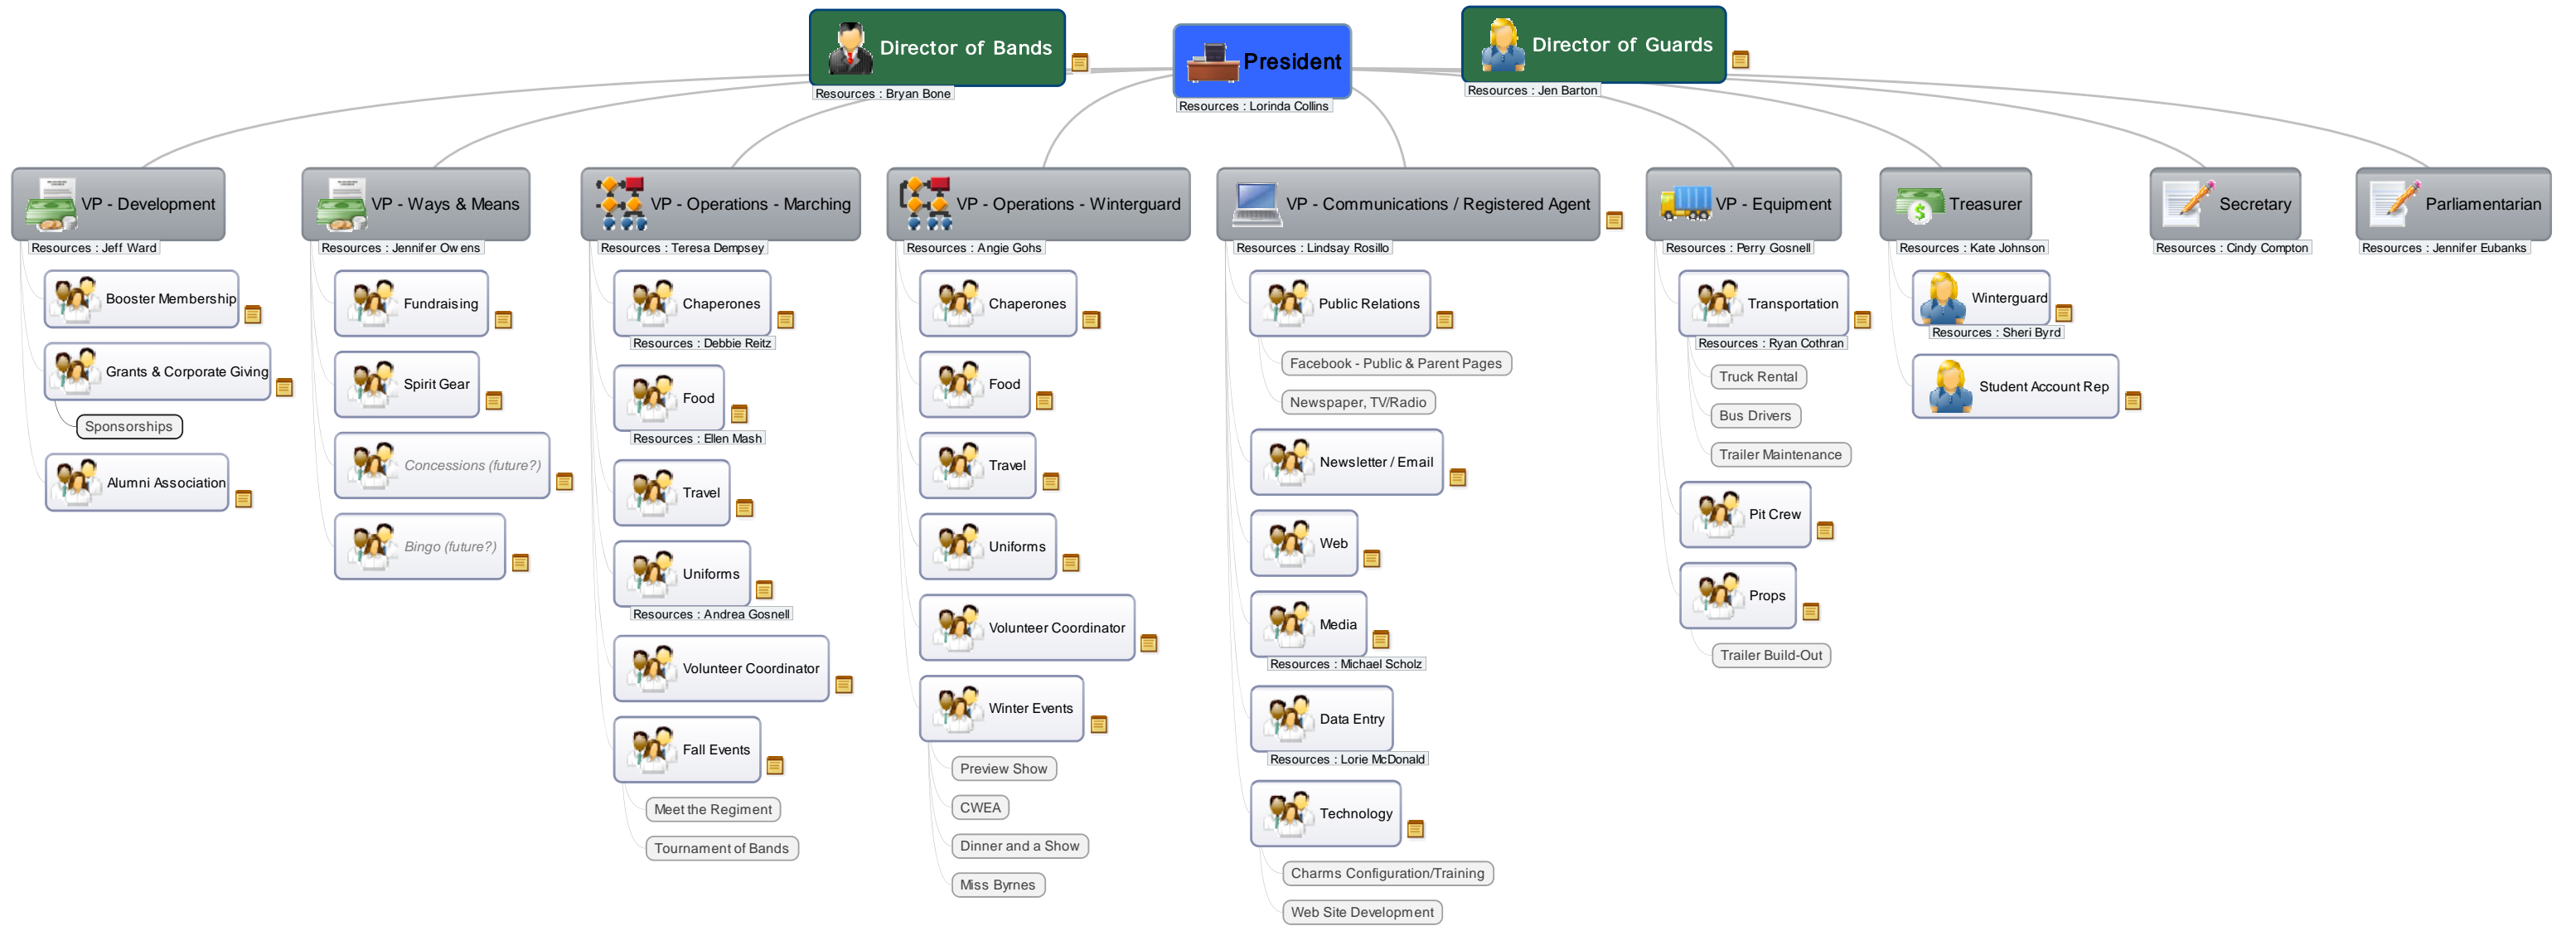 Director of Bands
Resources : Bryan Bone
President
Resources : Lorinda Collins
Director of Guards
Resources : Jen Barton
VP - Development
Resources : Jeff Ward
Booster Membership
Grants & Corporate Giving
Sponsorships
Alumni Association
VP - Ways & Means
Resources : Jennifer Owens
Fundraising
Spirit Gear
Concessions (future?)
Bingo (future?)
VP - Operations - Marching
Resources : Teresa Dempsey
Chaperones
Resources : Debbie Reitz
Food
Resources : Ellen Mash
Travel
Uniforms
Resources : Andrea Gosnell
Volunteer Coordinator
Fall Events
Meet the Regiment
Tournament of Bands
VP - Operations - Winterguard
Resources : Angie Gohs
Chaperones
Food
Travel
Uniforms
Volunteer Coordinator
Winter Events
Preview Show
CWEA
Dinner and a Show
Miss Byrnes
VP - Communications / Registered Agent
Resources : Lindsay Rosillo
Public Relations
Facebook - Public & Parent Pages
Newspaper, TV/Radio
Newsletter / Email
Web
Media
Resources : Michael Scholz
Data Entry
Resources : Lorie McDonald
Technology
Charms Configuration/Training
Web Site Development
VP - Equipment
Resources : Perry Gosnell
Transportation
Resources : Ryan Cothran
Truck Rental
Bus Drivers
Trailer Maintenance
Pit Crew
Props
Trailer Build-Out
Treasurer
Resources : Kate Johnson
Winterguard
Resources : Sheri Byrd
Student Account Rep
Secretary
Resources : Cindy Compton
Parliamentarian
Resources : Jennifer Eubanks